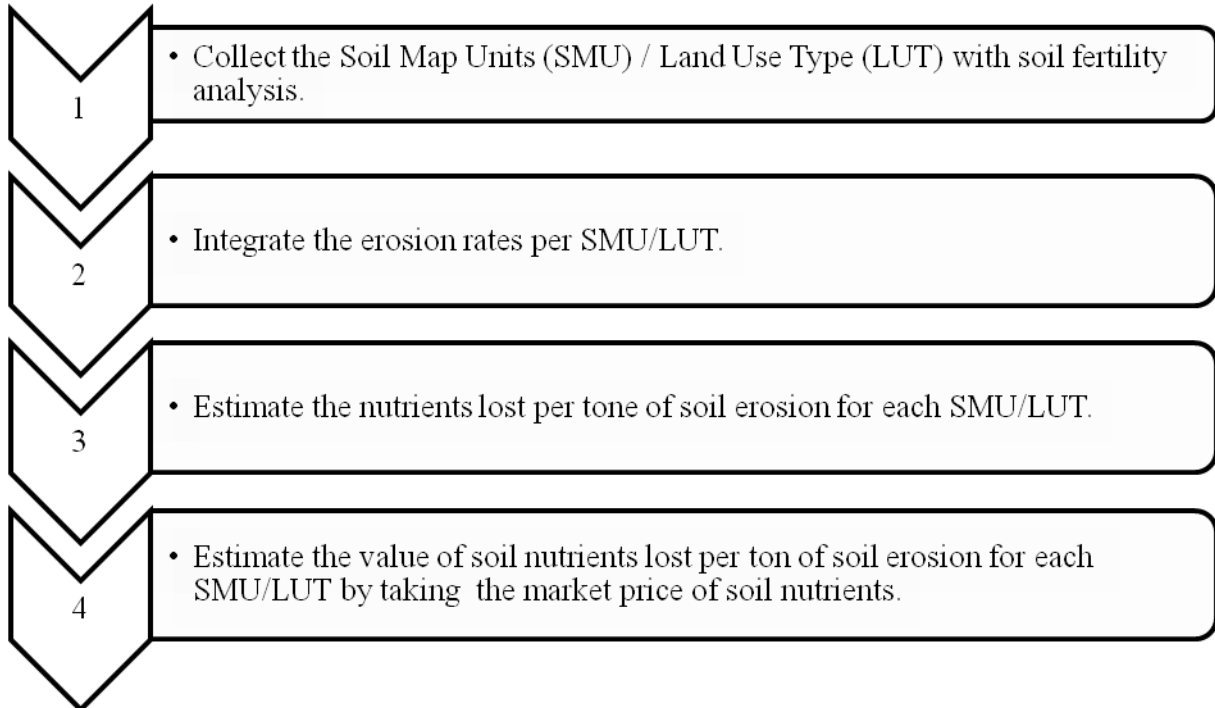 1
• Collect the Soil Map Units (SMU) / Land Use Type (LUT) with soil fertility
analysis.
2
• Integrate the erosion rates per SMU/LUT.
3
• Estimate the nutrients lost per tone of soil erosion for each SMU/LUT.
4
• Estimate the value of soil nutrients lost per ton of soil erosion for each
SMU/LUT by taking  the market price of soil nutrients.